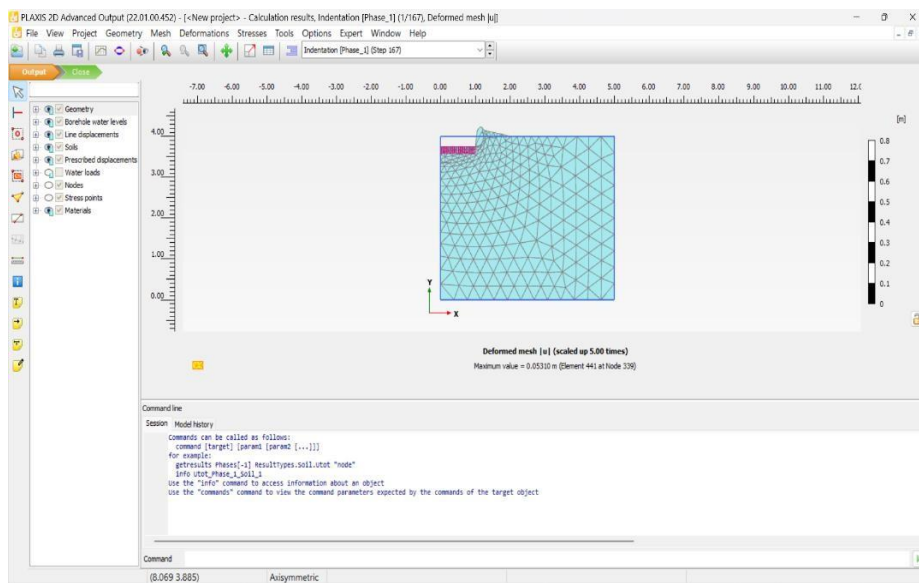 PLAXIS 2D Advanced Output (22.01.00.452) - [<New project> - Calculation results, Indentation [Phase_1] (1/167), Deformed mesh |u|]
File View Project Geometry Mesh Deformations Stresses Tools Options Expert Window Help
Indentation [Phase_1] (Step 167)
Output Close
-7.00 -6.00 -5.00 -4.00 -3.00 -2.00 -1.00 0.00 1.00 2.00 3.00 4.00 5.00 6.00 7.00 8.00 9.00 10.00 11.00 12.0
[m]
Geometry
Borehole water levels
Line displacements
Soils
Prescribed displacements
Water loads
Nodes
Stress points
Materials
4.00
3.00
2.00
1.00
0.00
0.8
0.7
0.6
0.5
0.4
0.3
0.2
0.1
0
Y
X
Deformed mesh |u| (scaled up 5.00 times)
Maximum value = 0.05310 m (Element 441 at Node 339)
Command line
Session Model history
Commands can be called as follows:
command [target] [param1 [param2 [...]]]
for example:
getresults Phases[-1] ResultTypes.Soil.Utot "node"
info Utot_Phase_1_Soil_1
Use the "info" command to access information about an object
Use the "commands" command to view the command parameters expected by the commands of the target object
Command
(8.069 3.885) Axisymmetric